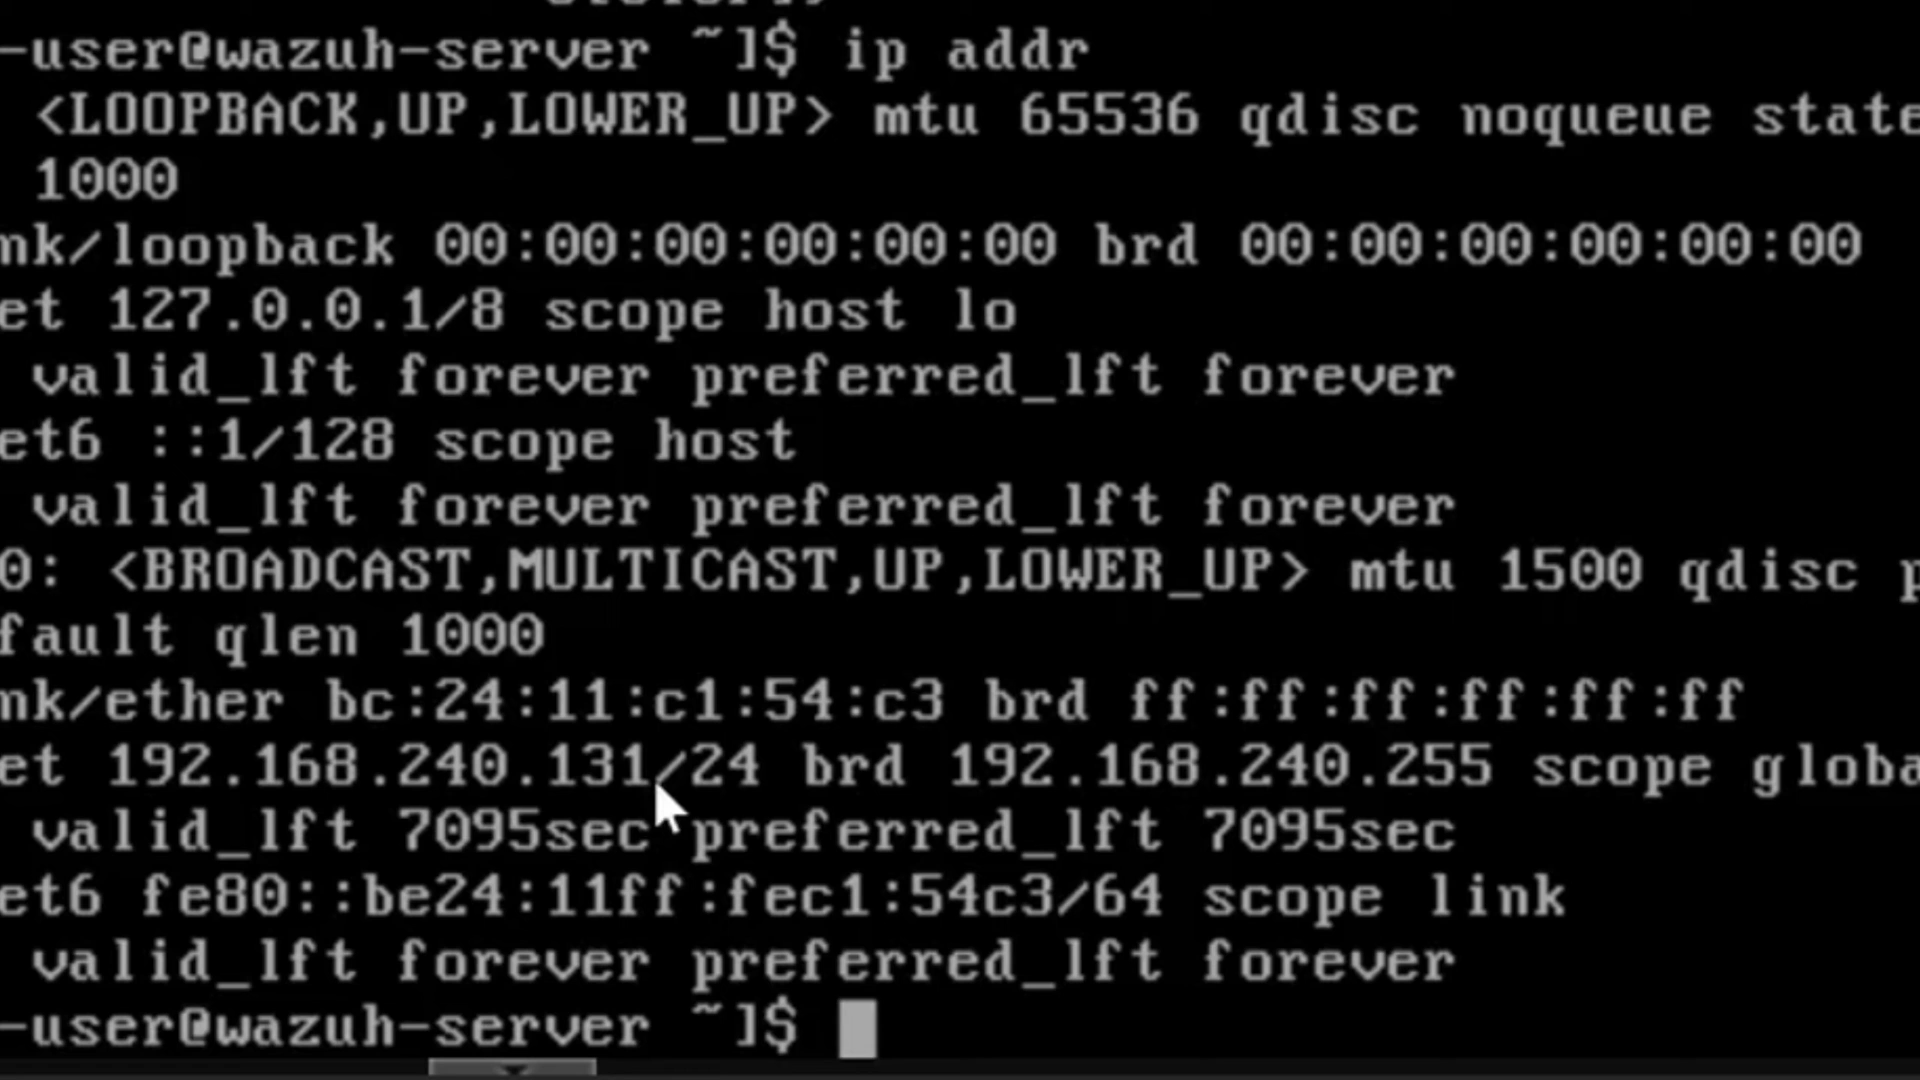 -user@wazuh-server ~]$ ip addr
<LOOPBACK,UP,LOWER_UP> mtu 65536 qdisc noqueue state
1000
nk/loopback 00:00:00:00:00:00 brd 00:00:00:00:00:00
et 127.0.0.1/8 scope host lo
valid_lft forever preferred_lft forever
et6 ::1/128 scope host
valid_lft forever preferred_lft forever
0: <BROADCAST,MULTICAST,UP,LOWER_UP> mtu 1500 qdisc p
fault qlen 1000
nk/ether bc:24:11:c1:54:c3 brd ff:ff:ff:ff:ff:ff
et 192.168.240.131/24 brd 192.168.240.255 scope globa
valid_lft 7095sec preferred_lft 7095sec
et6 fe80::be24:11ff:fec1:54c3/64 scope link
valid_lft forever preferred_lft forever
-user@wazuh-server ~]$